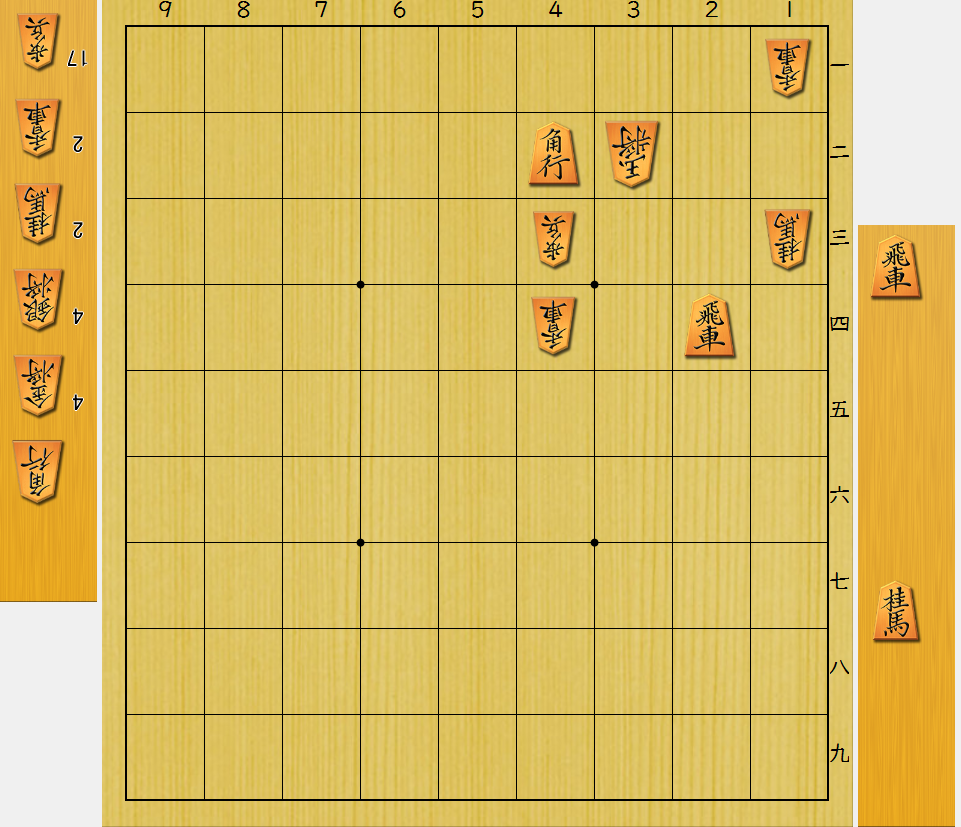 9 8 7 6 5 4 3 2 1
一
二
三
四
五
六
七
八
九
香車
角行
玉将
歩兵
桂馬
香車
飛車
歩兵 17
香車 2
桂馬 2
銀将 4
金将 4
角行
飛車
桂馬